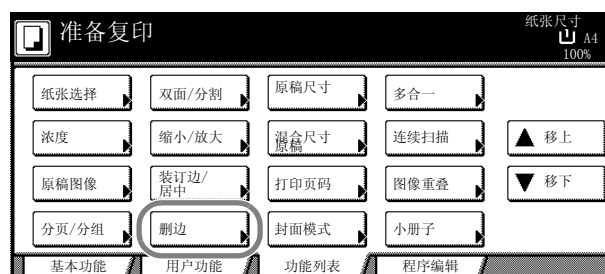 准备复印
纸张尺寸
A4
100%
纸张选择
双面/分割
原稿尺寸
多合一
浓度
缩小/放大
混合尺寸
原稿
连续扫描
移上
原稿图像
装订边/
居中
打印页码
图像重叠
移下
分页/分组
删边
封面模式
小册子
基本功能
用户功能
功能列表
程序编辑